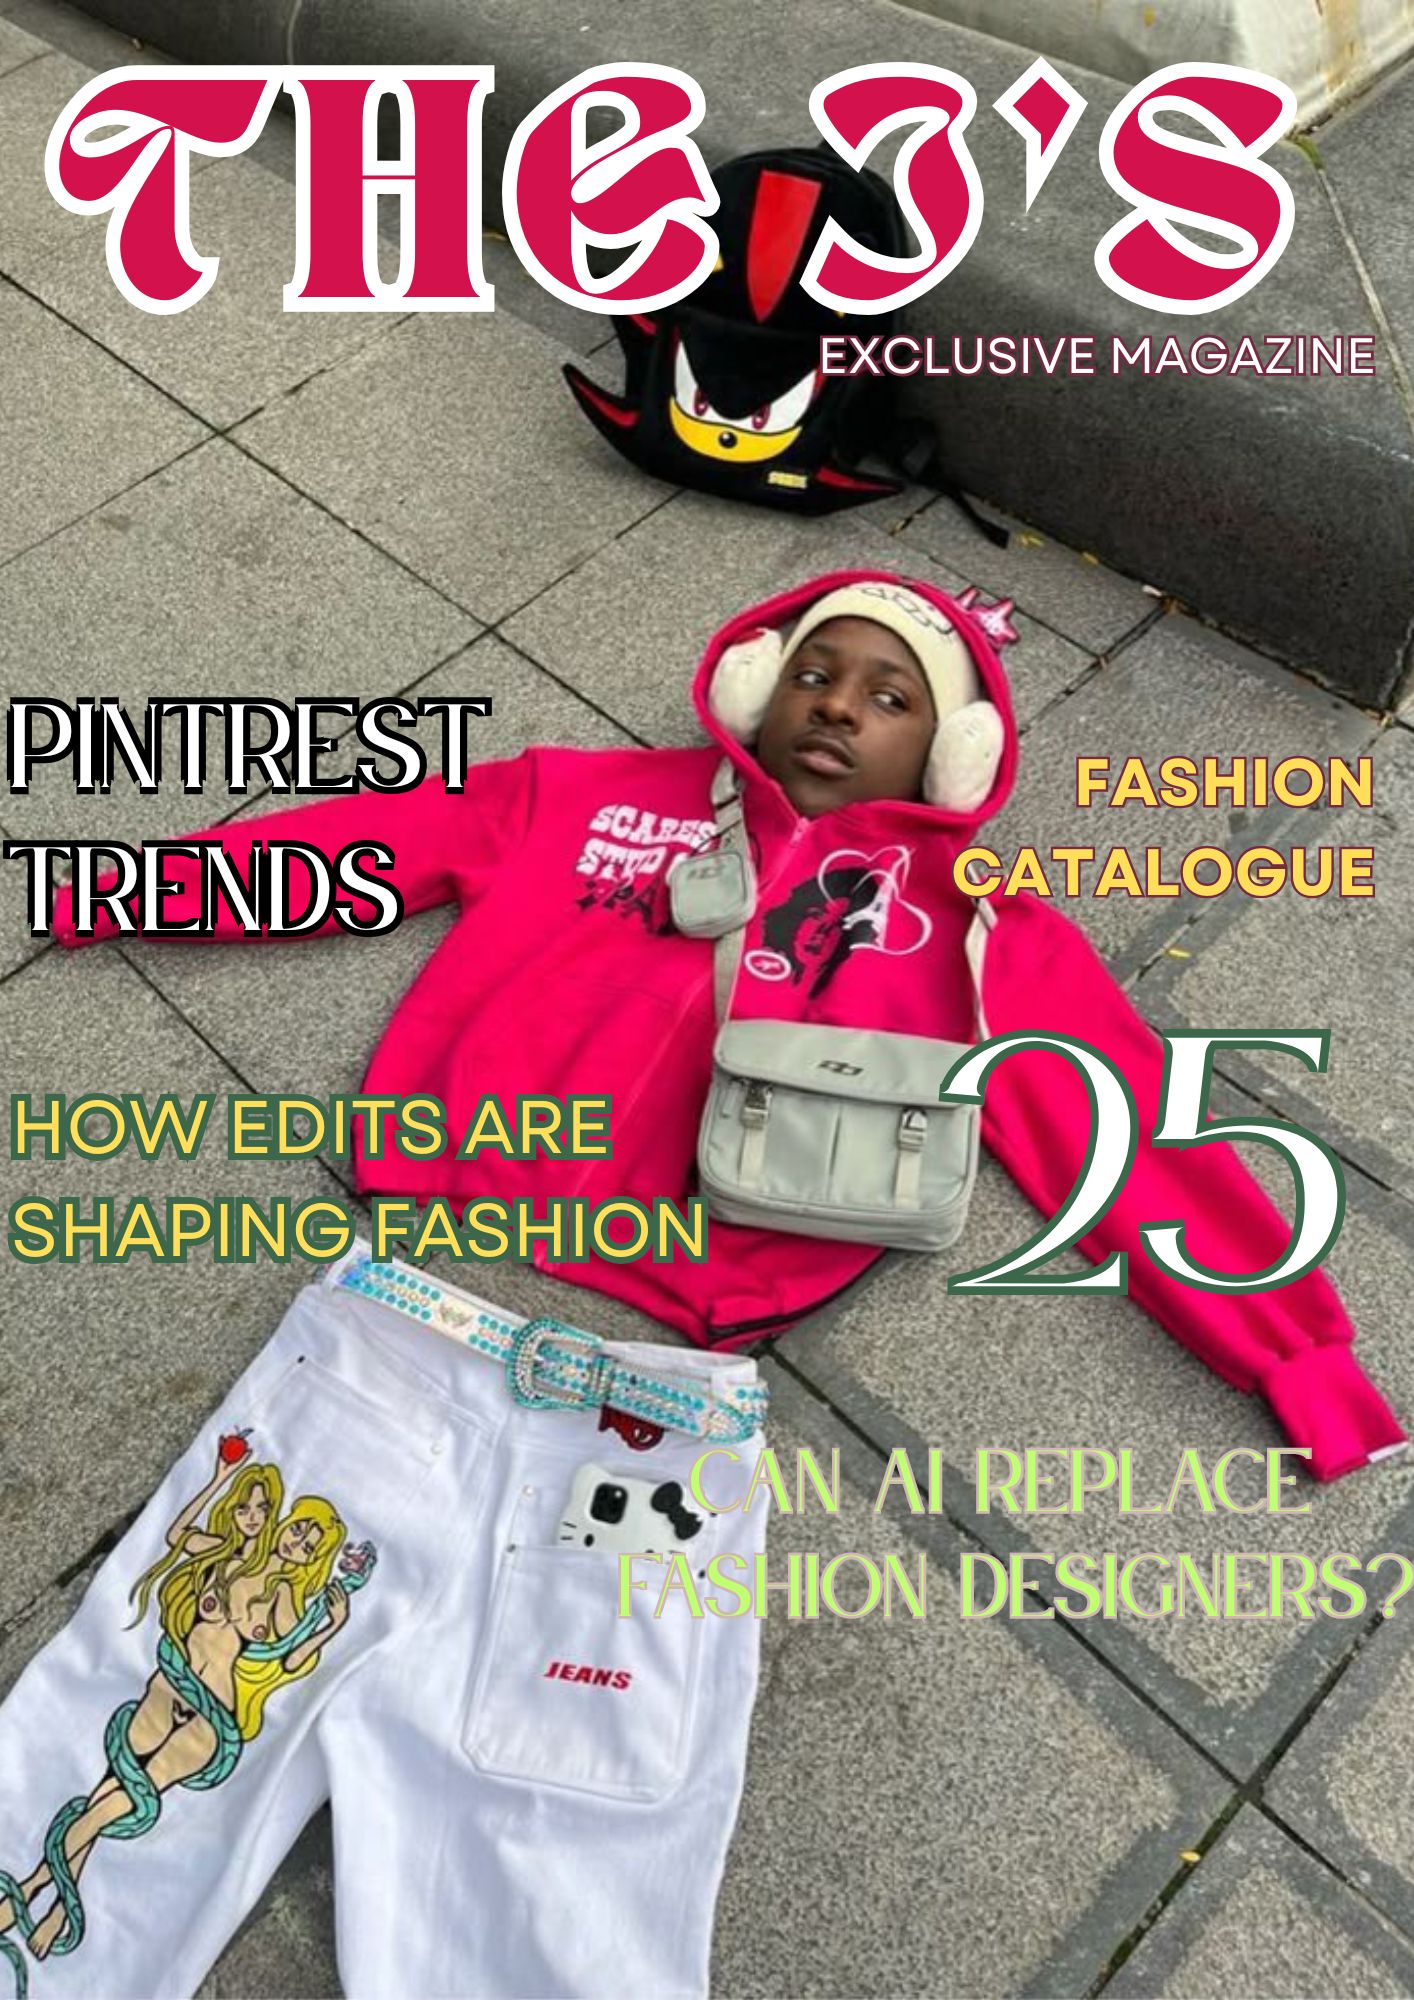 THE J'S
EXCLUSIVE MAGAZINE
PINTREST
TRENDS
FASHION
CATALOGUE
SCARES
25
HOW EDITS ARE
SHAPING FASHION
CAN AI REPLACE
FASHION DESIGNERS?
JEANS